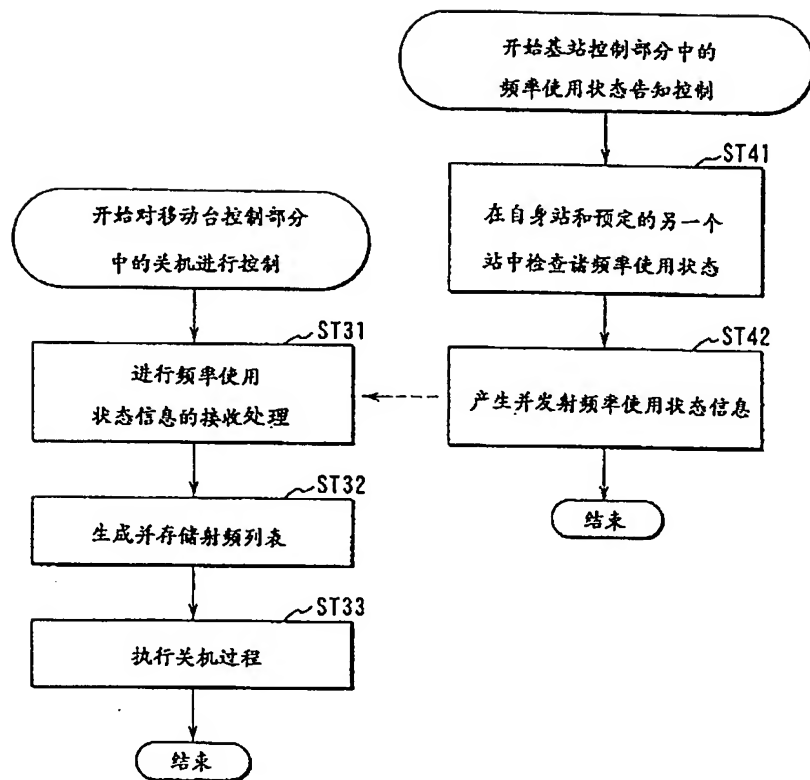 开始基站控制部分中的
频率使用状态告知控制
ST41
在自身站和预定的另一个
站中检查诸频率使用状态
ST42
产生并发射频率使用状态信息
结束
开始对移动台控制部分
中的关机进行控制
ST31
进行频率使用
状态信息的接收处理
ST32
生成并存储射频列表
ST33
执行关机过程
结束